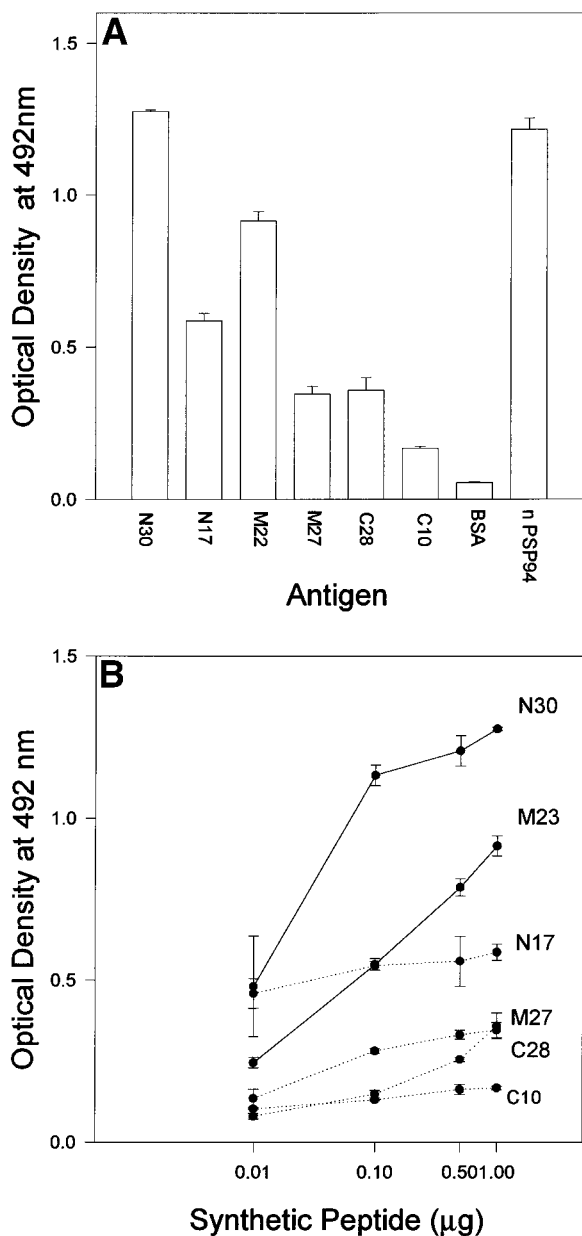 A
1.5
1.0
0.5
0.0
Optical Density at 492nm
N30
N17
M22
M27
C28
C10
BSA
n PSP94
Antigen
B
1.5
1.0
0.5
0.0
Optical Density at 492 nm
N30
M23
N17
M27
C28
C10
0.01
0.10
0.50
1.00
Synthetic Peptide (μg)